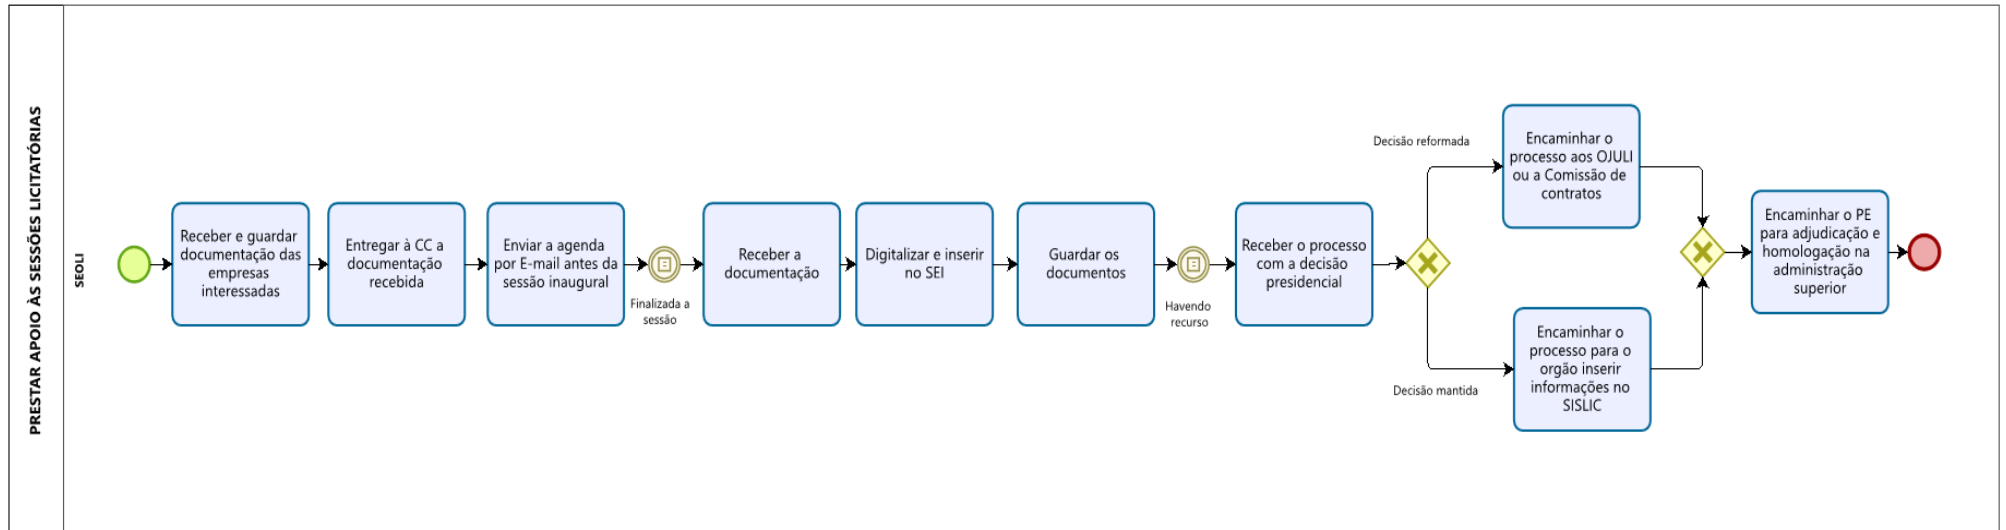 PRESTAR APOIO ÀS SESSÕES LICITATÓRIAS
SEOLI
Receber e guardar
documentação das
empresas
interessadas
Entregar à CC a
documentação
recebida
Enviar a agenda
por E-mail antes da
sessão inaugural
Finalizada a
sessão
Receber a
documentação
Digitalizar e inserir
no SEI
Guardar os
documentos
Havendo
recurso
Receber o processo
com a decisão
presidencial
Decisão reformada
Encaminhar o
processo aos OJULI
ou a Comissão de
contratos
Decisão mantida
Encaminhar o
processo para o
orgão inserir
informações no
SISLIC
Encaminhar o PE
para adjudicação e
homologação na
administração
superior